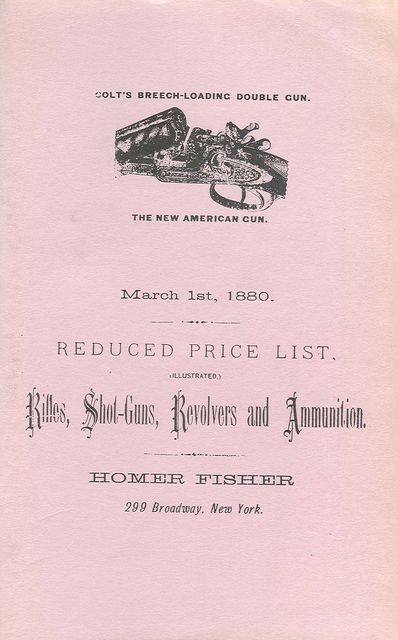 COLT'S BREECH-LOADING DOUBLE GUN.
THE NEW AMERICAN GUN.
March 1st, 1880.
REDUCED PRICE LIST,
(ILLUSTRATED.)
Rifles, Shot-Guns, Revolvers and Ammunition.
HOMER FISHER
299 Broadway, New York.